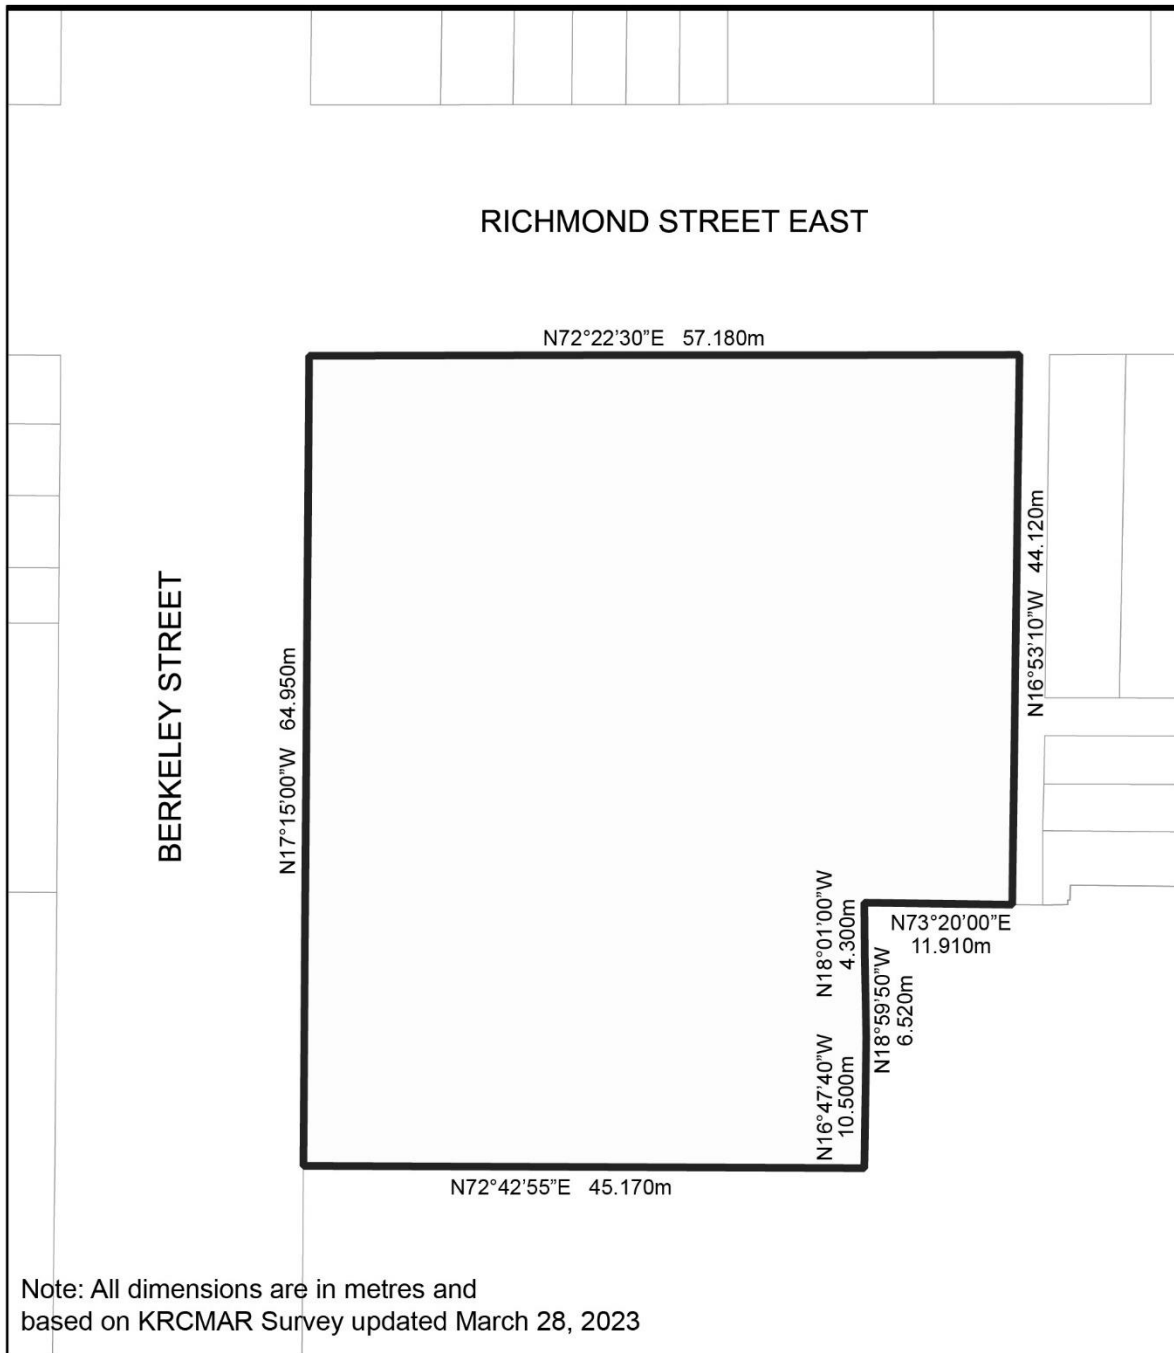 RICHMOND STREET EAST
N72°22’30”E 57.180m
BERKELEY STREET
N17°15’00”W 64.950m
N16°53’10”W 44.120m
N18°01’00”W
4.300m
N73°20’00”E
11.910m
N18°59’50”W
6.520m
N16°47’40”W
10.500m
N72°42’55”E 45.170m
Note: All dimensions are in metres and
based on KRCMAR Survey updated March 28, 2023